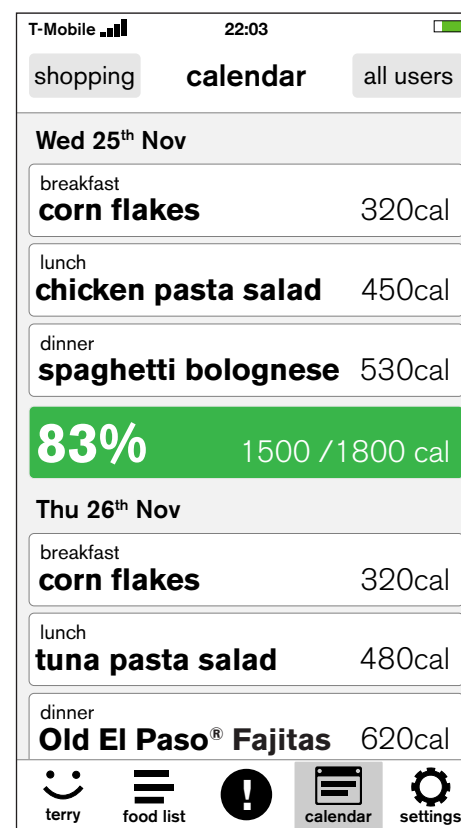 T-Mobile 22:03
shopping calendar all users
Wed 25th Nov
breakfast
corn flakes 320cal
lunch
chicken pasta salad 450cal
dinner
spaghetti bolognese 530cal
83% 1500 /1800 cal
Thu 26th Nov
breakfast
corn flakes 320cal
lunch
tuna pasta salad 480cal
dinner
Old El Paso® Fajitas 620cal
!
terry food list calendar settings